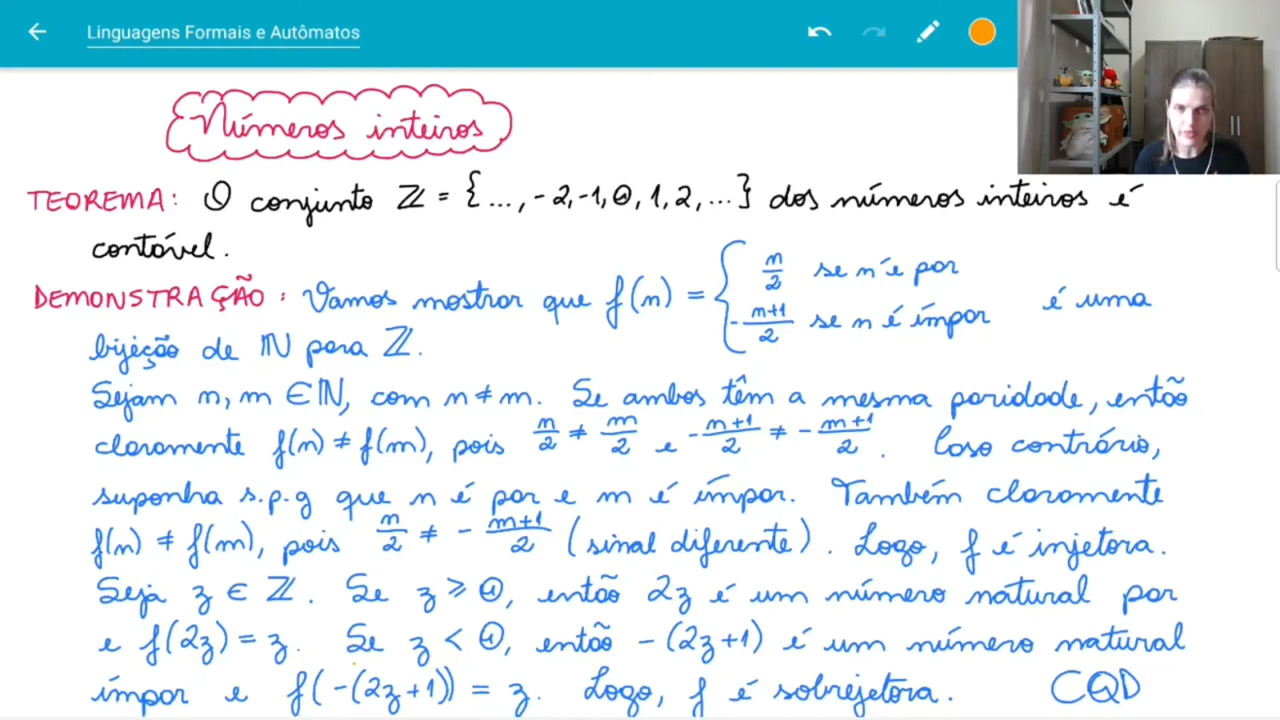 Linguagens Formais e Autômatos
Números inteiros
TEOREMA: O conjunto ℤ = {..., -2, -1, 0, 1, 2, ...} dos números inteiros é
contável.
DEMONSTRAÇÃO: Vamos mostrar que f(n) = { n/2 se n é par
-(n+1)/2 se n é ímpar é uma
bijeção de ℕ para ℤ.
Sejam n, m ∈ ℕ, com n ≠ m. Se ambos têm a mesma paridade, então
claramente f(n) ≠ f(m), pois n/2 ≠ m/2 e -(n+1)/2 ≠ -(m+1)/2. Caso contrário,
suponha s.p.g que n é par e m é ímpar. Também claramente
f(n) ≠ f(m), pois n/2 ≠ -(m+1)/2 (sinal diferente). Logo, f é injetora.
Seja z ∈ ℤ. Se z ≥ 0, então 2z é um número natural par
e f(2z) = z. Se z < 0, então -(2z+1) é um número natural
ímpar e f(-(2z+1)) = z. Logo, f é sobrejetora. CQD